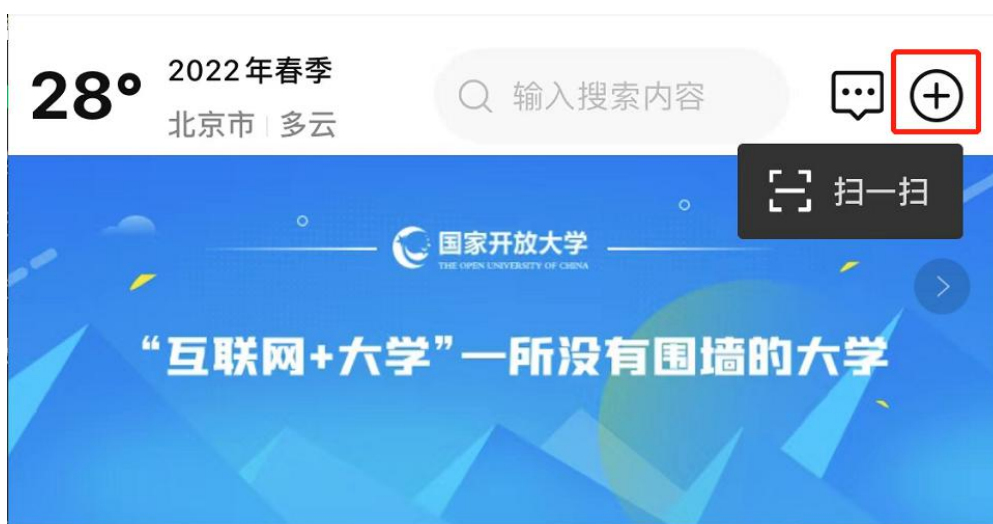 28°
2022年春季
北京市
多云
输入搜索内容
扫一扫
国家开放大学
THE OPEN UNIVERSITY OF CHINA
“互联网+大学”一所没有围墙的大学